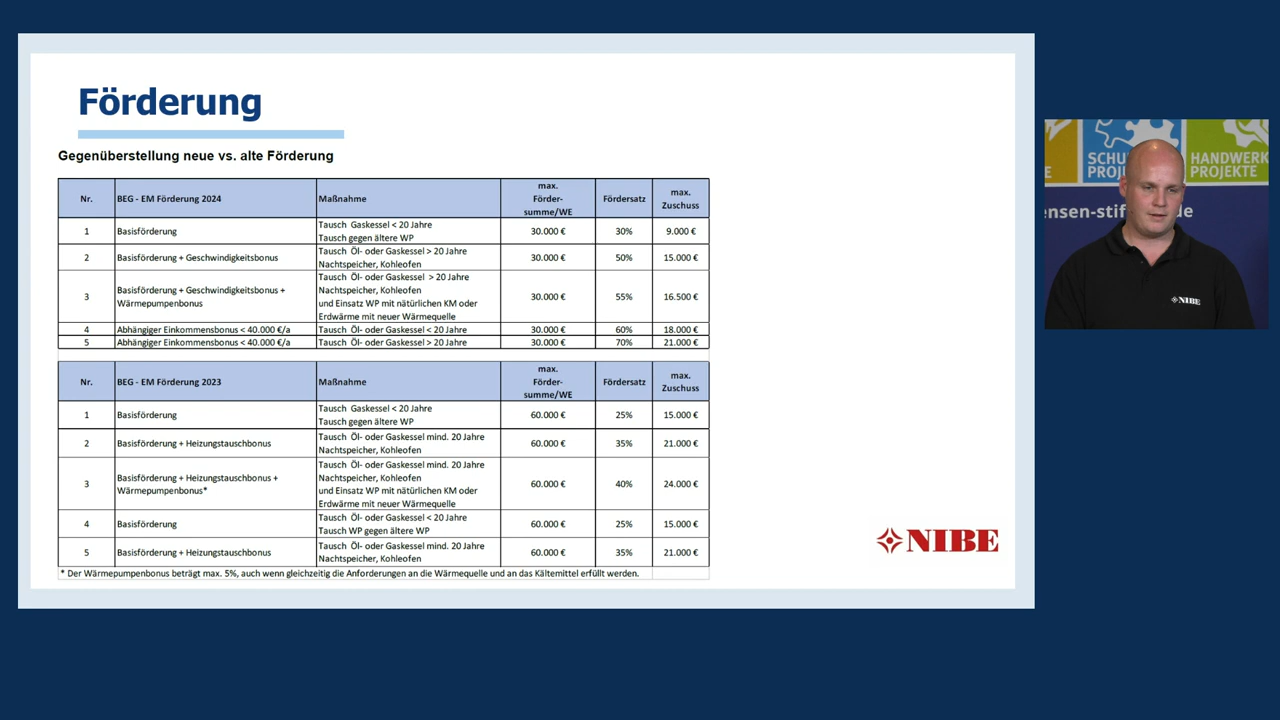 Förderung
Gegenüberstellung neue vs. alte Förderung
Nr. BEG - EM Förderung 2024 Maßnahme max. Förder- summe/WE Fördersatz max. Zuschuss
1 Basisförderung Tausch Gaskessel < 20 Jahre 30.000 € 30% 9.000 €
Tausch gegen ältere WP
2 Basisförderung + Geschwindigkeitsbonus Tausch Öl- oder Gaskessel > 20 Jahre 30.000 € 50% 15.000 €
Nachtspeicher, Kohleofen
3 Basisförderung + Geschwindigkeitsbonus + Wärmepumpenbonus Tausch Öl- oder Gaskessel > 20 Jahre 30.000 € 55% 16.500 €
Nachtspeicher, Kohleofen
und Einsatz WP mit natürlichen KM oder
Erdwärme mit neuer Wärmequelle
4 Abhängiger Einkommensbonus < 40.000 €/a Tausch Öl- oder Gaskessel < 20 Jahre 30.000 € 60% 18.000 €
5 Abhängiger Einkommensbonus < 40.000 €/a Tausch Öl- oder Gaskessel > 20 Jahre 30.000 € 70% 21.000 €
Nr. BEG - EM Förderung 2023 Maßnahme max. Förder- summe/WE Fördersatz max. Zuschuss
1 Basisförderung Tausch Gaskessel < 20 Jahre 60.000 € 25% 15.000 €
Tausch gegen ältere WP
2 Basisförderung + Heizungstauschbonus Tausch Öl- oder Gaskessel mind. 20 Jahre 60.000 € 35% 21.000 €
Nachtspeicher, Kohleofen
3 Basisförderung + Heizungstauschbonus + Wärmepumpenbonus* Tausch Öl- oder Gaskessel mind. 20 Jahre 60.000 € 40% 24.000 €
Nachtspeicher, Kohleofen
und Einsatz WP mit natürlichen KM oder
Erdwärme mit neuer Wärmequelle
4 Basisförderung Tausch Öl- oder Gaskessel < 20 Jahre 60.000 € 25% 15.000 €
Tausch WP gegen ältere WP
5 Basisförderung + Heizungstauschbonus Tausch Öl- oder Gaskessel mind. 20 Jahre 60.000 € 35% 21.000 €
Nachtspeicher, Kohleofen
* Der Wärmepumpenbonus beträgt max. 5%, auch wenn gleichzeitig die Anforderungen an die Wärmequelle und an das Kältemittel erfüllt werden.
NIBE
HANDWERK
PROJEKTE
NIBE